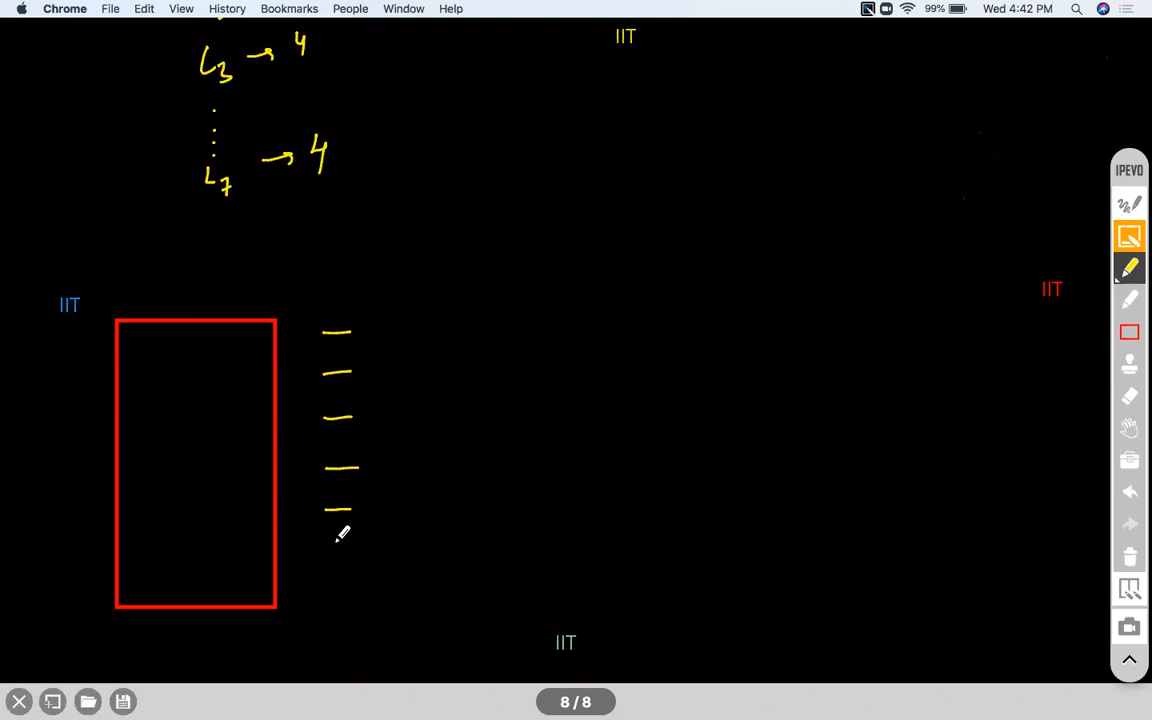 Chrome File Edit View History Bookmarks People Window Help 99% Wed 4:42 PM
IIT
L3 → 4
L7 → 4
IPEVO
IIT
IIT
IIT
8 / 8